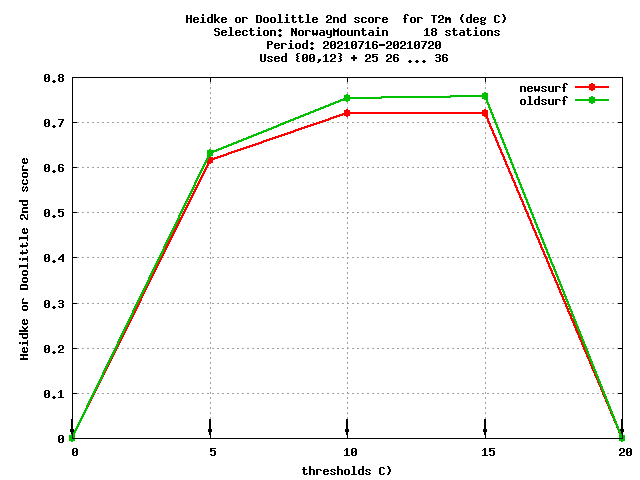 Heidke or Doolittle 2nd score  for T2m (deg C)
Selection: NorwayMountain     18 stations
Period: 20210716-20210720
Used {00,12} + 25 26 ... 36
newsurf
oldsurf
Heidke or Doolittle 2nd score
0.8
0.7
0.6
0.5
0.4
0.3
0.2
0.1
0
0 5 10 15 20
thresholds C)